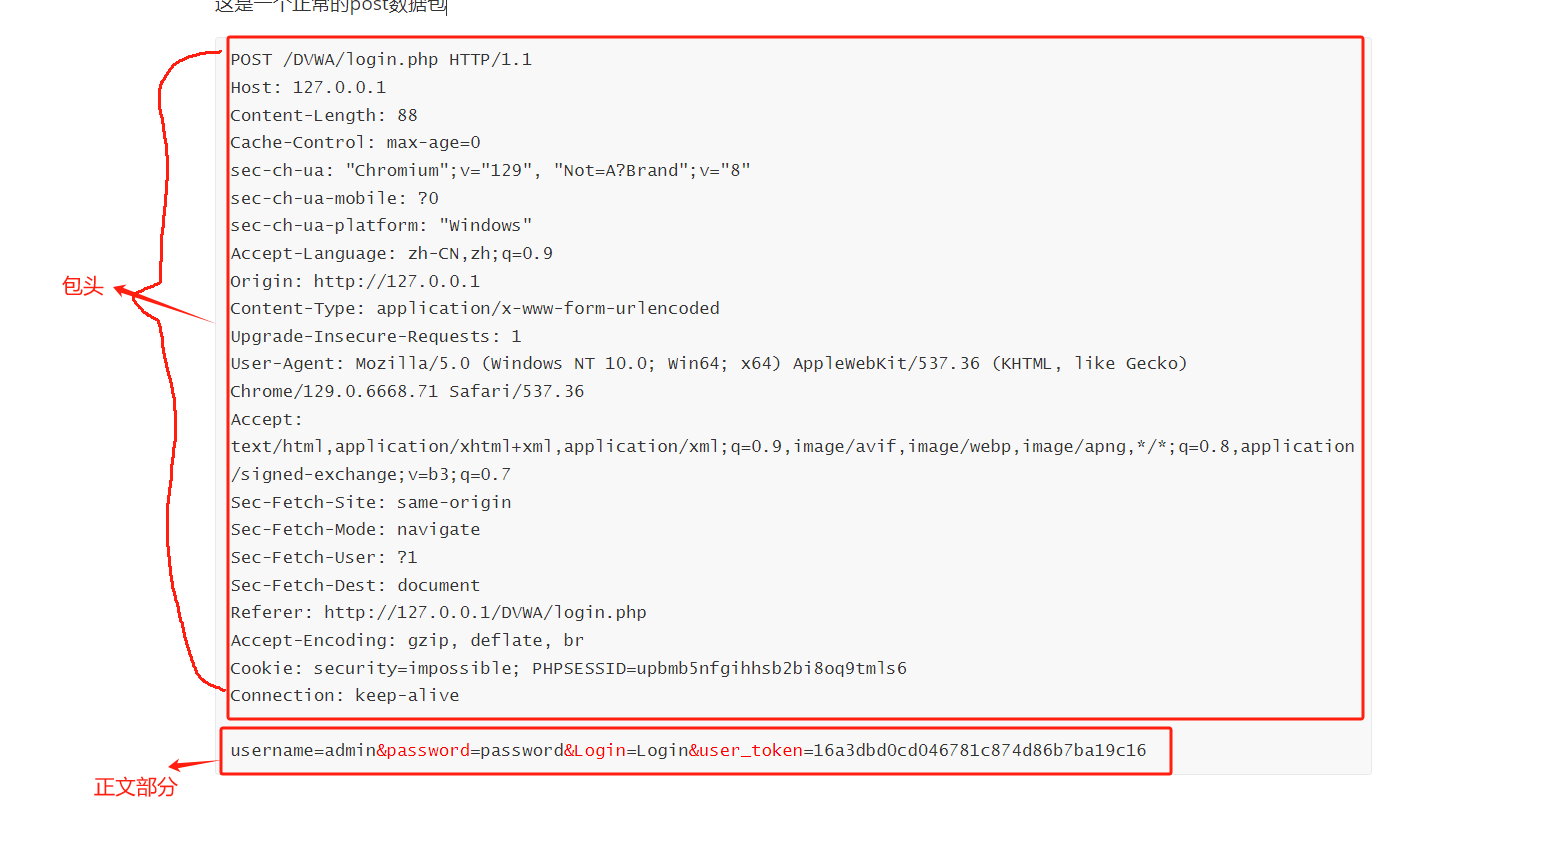 这是一个正常的post数据包
POST /DVWA/login.php HTTP/1.1
Host: 127.0.0.1
Content-Length: 88
Cache-Control: max-age=0
sec-ch-ua: "Chromium";v="129", "Not=A?Brand";v="8"
sec-ch-ua-mobile: ?0
sec-ch-ua-platform: "Windows"
Accept-Language: zh-CN,zh;q=0.9
Origin: http://127.0.0.1
包头
Content-Type: application/x-www-form-urlencoded
Upgrade-Insecure-Requests: 1
User-Agent: Mozilla/5.0 (Windows NT 10.0; Win64; x64) AppleWebKit/537.36 (KHTML, like Gecko)
Chrome/129.0.6668.71 Safari/537.36
Accept:
text/html,application/xhtml+xml,application/xml;q=0.9,image/avif,image/webp,image/apng,*/*;q=0.8,application
/signed-exchange;v=b3;q=0.7
Sec-Fetch-Site: same-origin
Sec-Fetch-Mode: navigate
Sec-Fetch-User: ?1
Sec-Fetch-Dest: document
Referer: http://127.0.0.1/DVWA/login.php
Accept-Encoding: gzip, deflate, br
Cookie: security=impossible; PHPSESSID=upbmb5nfgihhsb2bi8oq9tmls6
Connection: keep-alive
username=admin&password=password&Login=Login&user_token=16a3dbd0cd046781c874d86b7ba19c16
正文部分